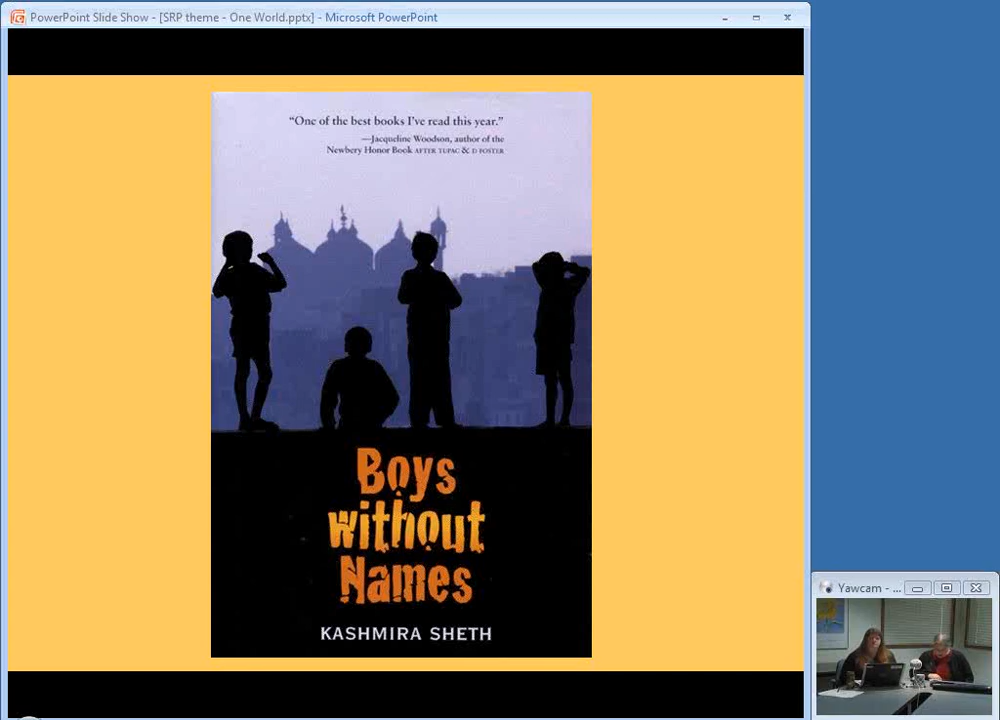 PowerPoint Slide Show - [SRP theme - One World.pptx] - Microsoft PowerPoint
“One of the best books I've read this year.”
—Jacqueline Woodson, author of the
Newbery Honor Book AFTER TUPAC & D FOSTER
Boys
without
Names
KASHMIRA SHETH
Yawcam - ...